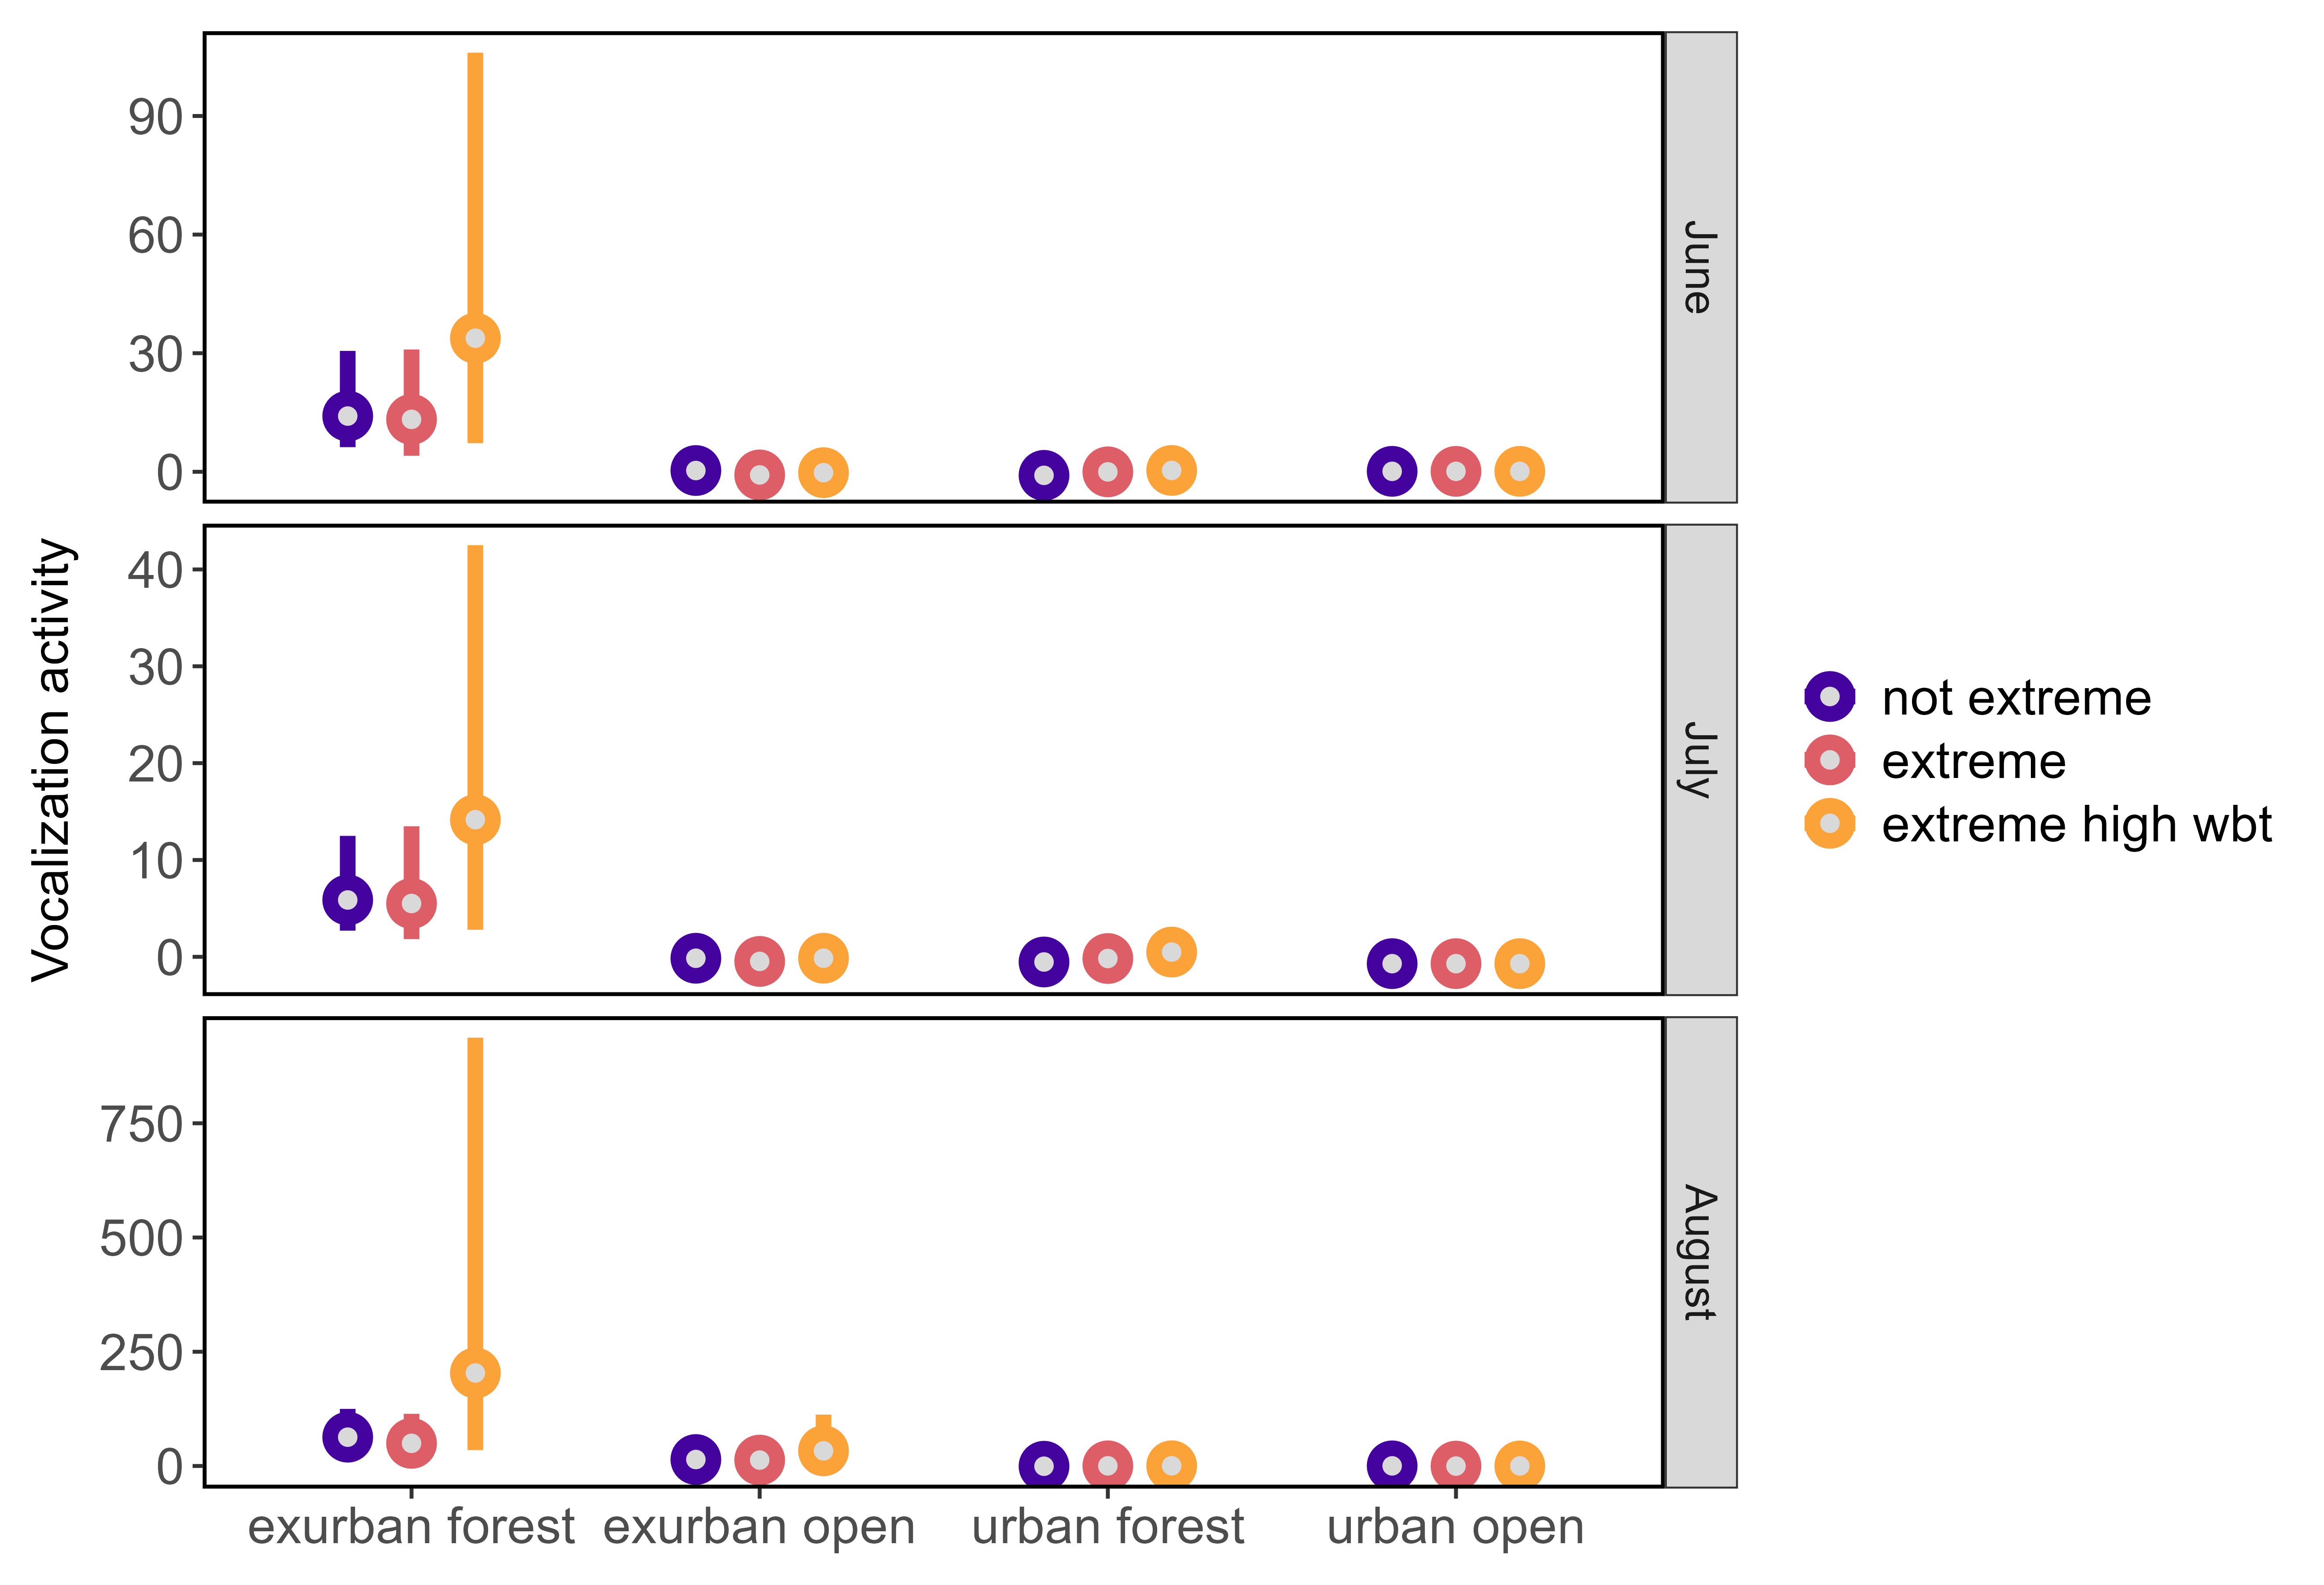 Vocalization activity
90
60
30
0
June
40
30
20
10
0
July
750
500
250
0
August
exurban forest exurban open urban forest urban open
not extreme
extreme
extreme high wbt